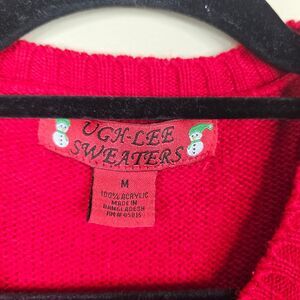 UGH-LEE
SWEATERS
M
100% ACRYLIC
MADE IN
BANGLADESH